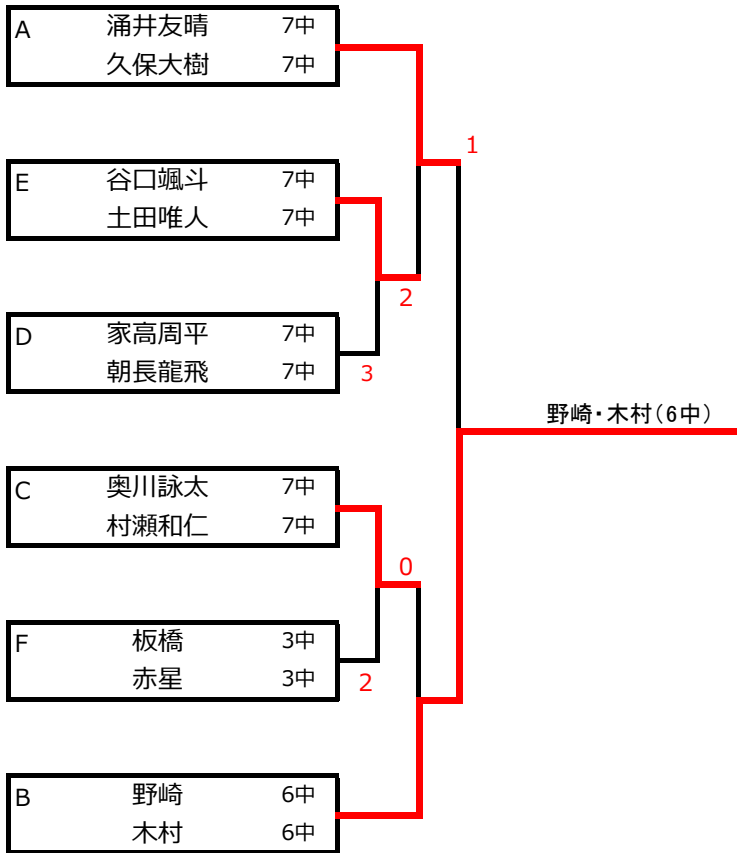 A 涌井友晴 7中
久保大樹 7中
1
E 谷口颯斗 7中
土田唯人 7中
2
D 家高周平 7中
朝長龍飛 7中
3
野崎・木村(6中)
C 奥川詠太 7中
村瀬和仁 7中
0
F 板橋 3中
赤星 3中
2
B 野崎 6中
木村 6中